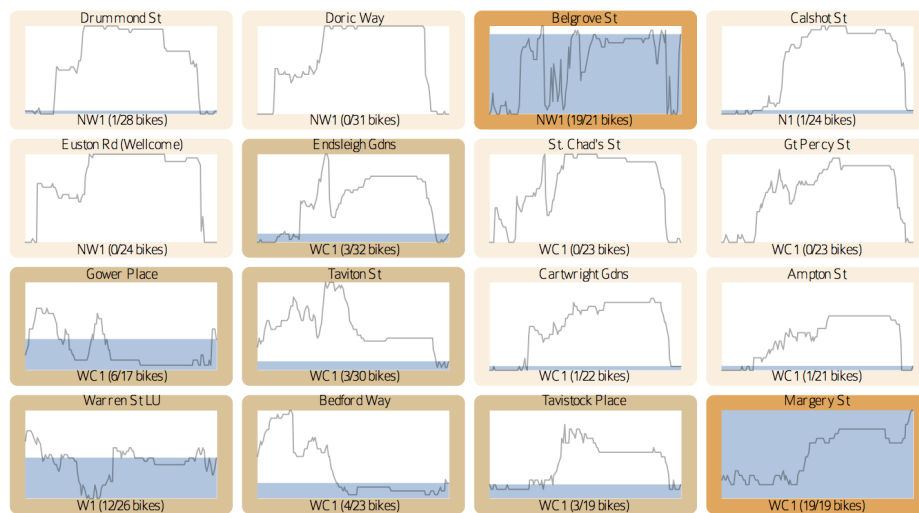 Drummond St
NW1 (1/28 bikes)
Doric Way
NW1 (0/31 bikes)
Belgrove St
NW1 (19/21 bikes)
Calshot St
N1 (1/24 bikes)
Euston Rd (Wellcome)
NW1 (0/24 bikes)
Endsleigh Gdns
WC1 (3/32 bikes)
St. Chad's St
WC1 (0/23 bikes)
Gt Percy St
WC1 (0/23 bikes)
Gower Place
WC1 (6/17 bikes)
Taviton St
WC1 (3/30 bikes)
Cartwright Gdns
WC1 (1/22 bikes)
Ampton St
WC1 (1/21 bikes)
Warren St LU
W1 (12/26 bikes)
Bedford Way
WC1 (4/23 bikes)
Tavistock Place
WC1 (3/19 bikes)
Margery St
WC1 (19/19 bikes)